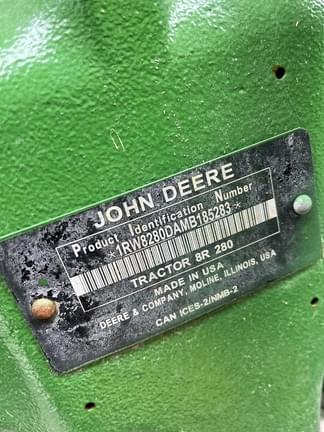 JOHN DEERE
Product Identification Number
*1RW8280DAMB185283*
TRACTOR 8R 280
MADE IN USA
DEERE & COMPANY, MOLINE, ILLINOIS, USA
CAN ICES-2/NMB-2